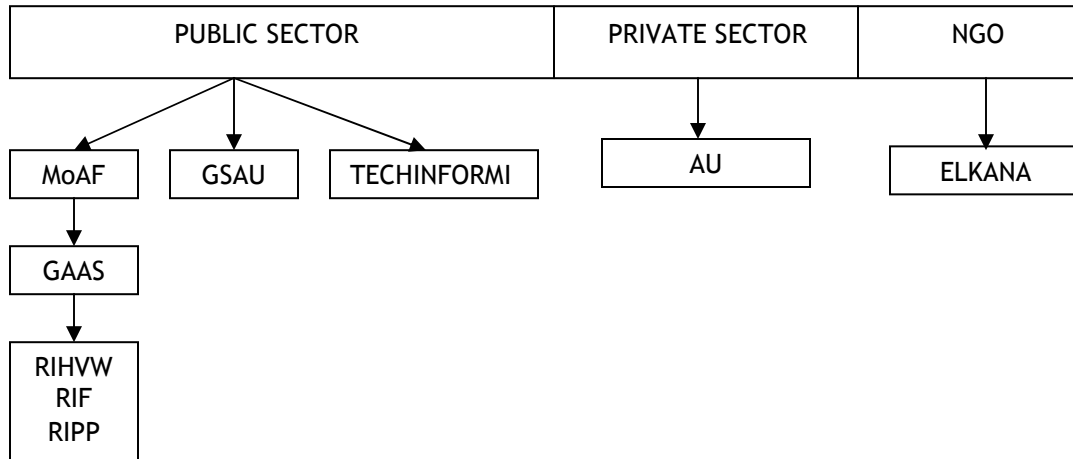 PUBLIC SECTOR
PRIVATE SECTOR
NGO
MoAF
GSAU
TECHINFORMI
AU
ELKANA
GAAS
RIHVW
RIF
RIPP